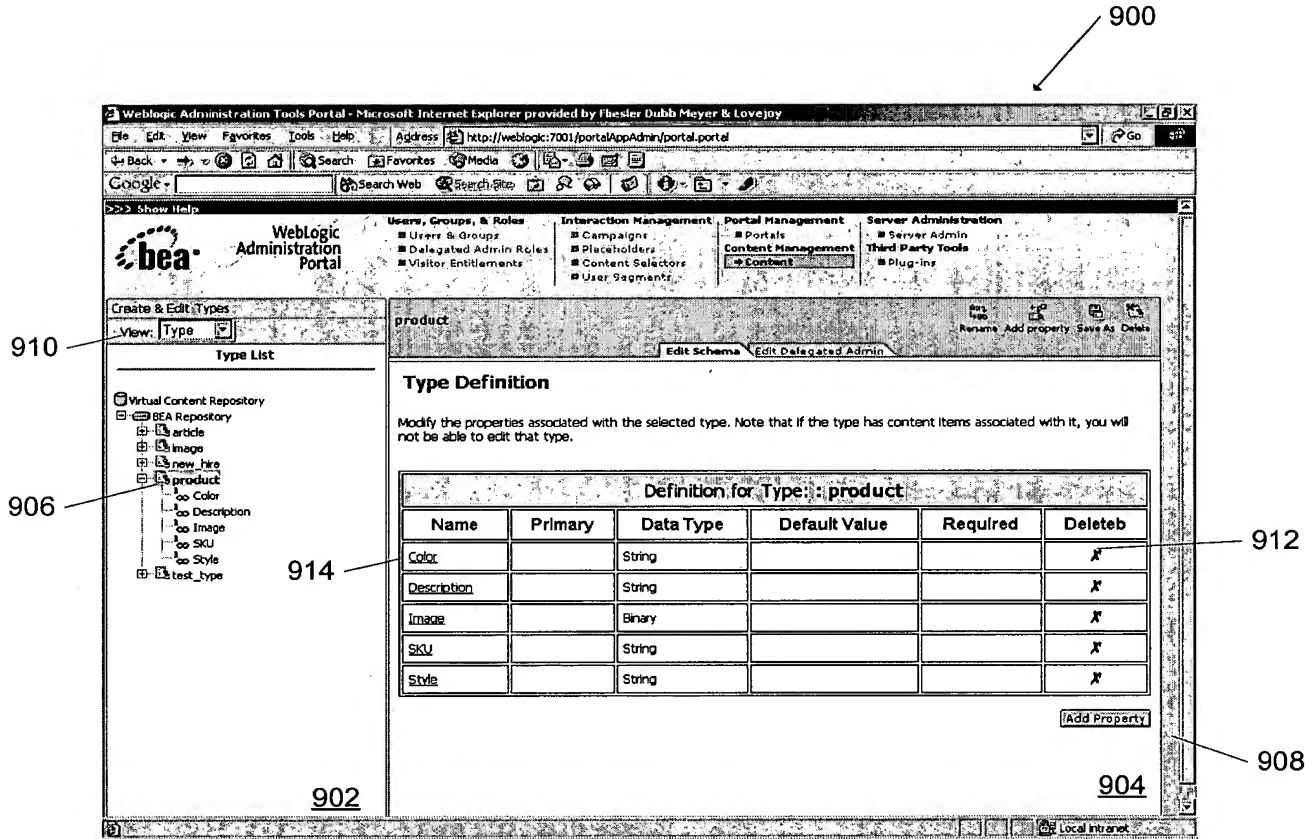 900
Weblogic Administration Tools Portal - Microsoft Internet Explorer provided by Fliesler Dubb Meyer & Lovejoy
File Edit View Favorites Tools Help Address http://weblogic:7001/portalAppAdmin/portal.portal Go
Back Search Favorites Media
Google Search Web Search Site
>>> Show Help
bea WebLogic Administration Portal
Users, Groups, & Roles
Users & Groups
Delegated Admin Roles
Visitor Entitlements
Interaction Management
Campaigns
Placeholders
Content Selectors
User Segments
Portal Management
Portals
Content Management
Content
Server Administration
Server Admin
Third Party Tools
Plug-ins
Create & Edit Types
View: Type
910
Type List
Virtual Content Repository
BEA Repository
article
image
new_hire
product
906
Color
Description
Image
SKU
Style
test_type
902
product
Rename Add property Save As Delete
Edit Schema Edit Delegated Admin
Type Definition
Modify the properties associated with the selected type. Note that if the type has content items associated with it, you will
not be able to edit that type.
Definition for Type: : product
Name Primary Data Type Default Value Required Deleteb
914 Color String X 912
Description String X
Image Binary X
SKU String X
Style String X
Add Property
908
904
Local intranet